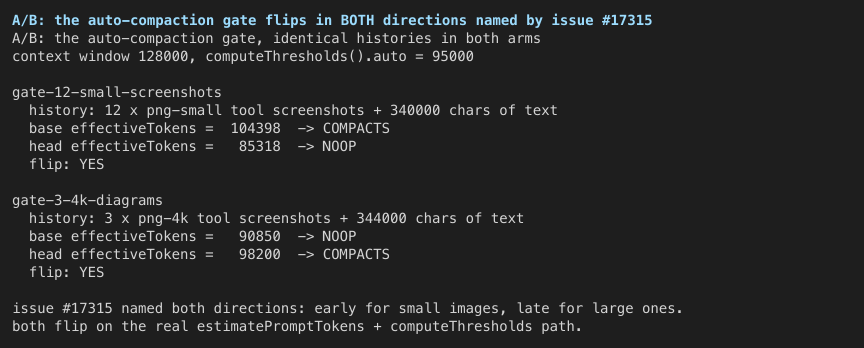 A/B: the auto-compaction gate flips in BOTH directions named by issue #17315
A/B: the auto-compaction gate, identical histories in both arms
context window 128000, computeThresholds().auto = 95000
gate-12-small-screenshots
history: 12 x png-small tool screenshots + 340000 chars of text
base effectiveTokens =  104398  -> COMPACTS
head effectiveTokens =   85318  -> NOOP
flip: YES
gate-3-4k-diagrams
history: 3 x png-4k tool screenshots + 344000 chars of text
base effectiveTokens =   90850  -> NOOP
head effectiveTokens =   98200  -> COMPACTS
flip: YES
issue #17315 named both directions: early for small images, late for large ones.
both flip on the real estimatePromptTokens + computeThresholds path.